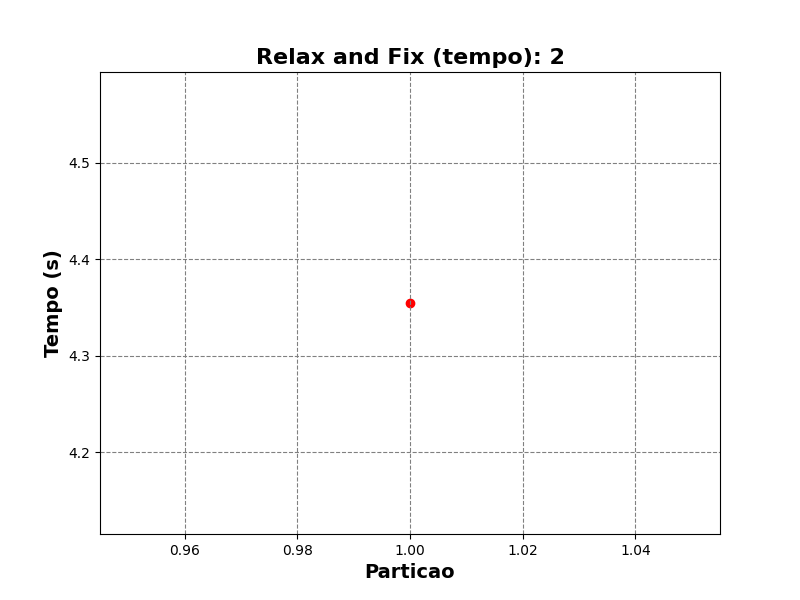 Relax and Fix (tempo): 2
4.5
4.4
4.3
4.2
Tempo (s)
0.96 0.98 1.00 1.02 1.04
Particao